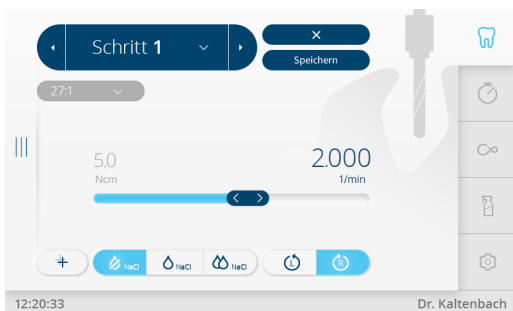 Schritt 1
×
Speichern
27:1
5,0
Ncm
2.000
1/min
NaCl
NaCl
NaCl
L
R
12:20:33
Dr. Kaltenbach